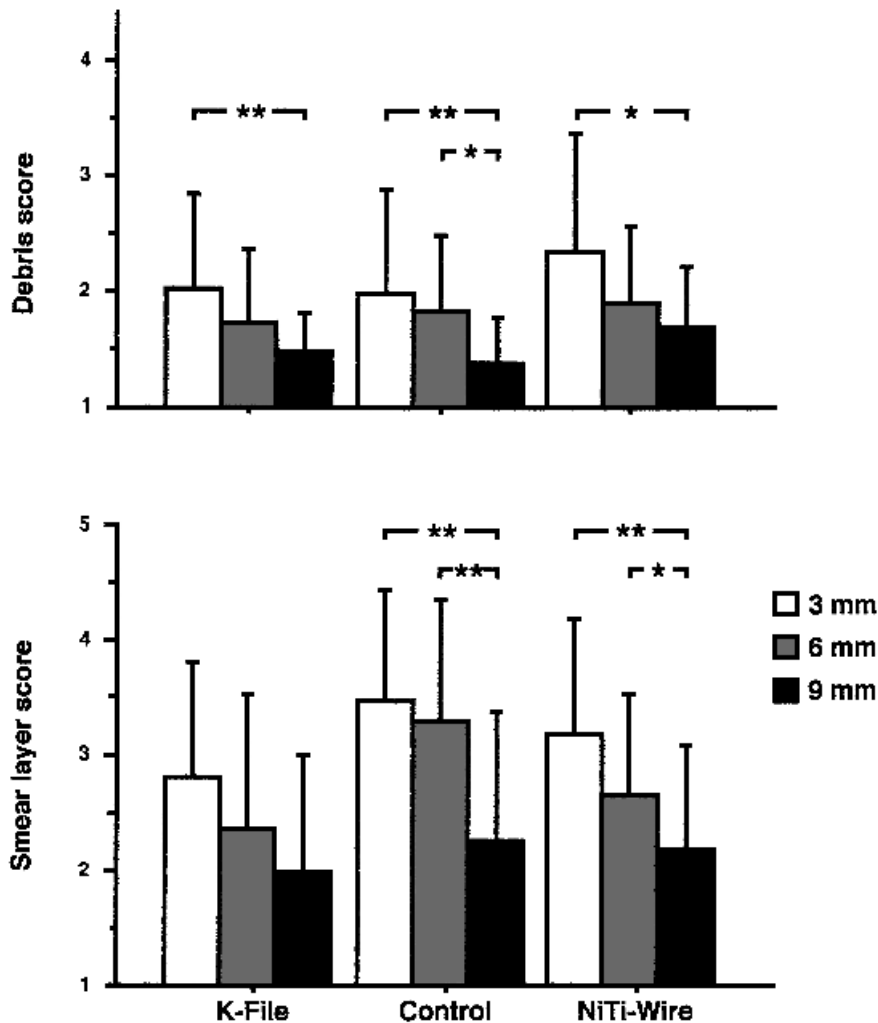 4
3
2
1
Debris score
**
**
*
*
5
4
3
2
1
Smear layer score
**
**
**
*
3 mm
6 mm
9 mm
K-File
Control
NiTi-Wire